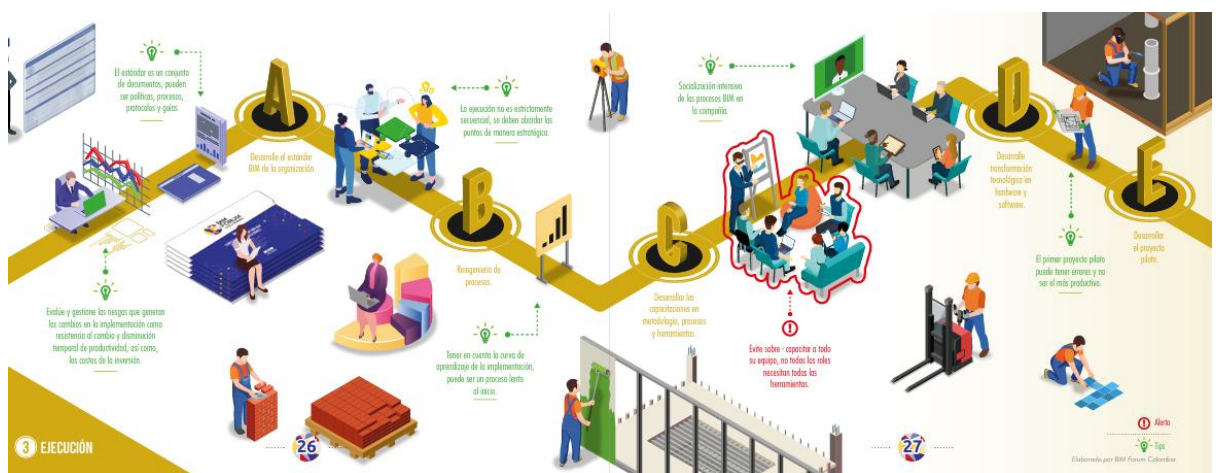 El estándar es un conjunto
de documentos, pueden
ser políticas, procesos,
protocolos y guías
A
Desarrolle el estándar
BIM de la organización
La ejecución no es estrictamente
secuencial, se deben abordar los
puntos de manera estratégica.
Evalúe y gestione los riesgos que generan
los cambios en la implementación como
resistencia al cambio y disminución
temporal de productividad, así como,
los costos de la inversión.
B
Reingeniería de
procesos.
Tener en cuenta la curva de
aprendizaje de la implementación,
puede ser un proceso lento
al inicio.
3 EJECUCIÓN
26
Socialización intensiva
de los procesos BIM en
la compañía.
C
Desarrollar las
capacitaciones en
metodología, procesos
y herramientas.
Evite sobre - capacitar a todo
su equipo, no todos los roles
necesitan todas las
herramientas.
D
Desarrolle
transformación
tecnológica en
hardware y
software.
E
Desarrollar
el proyecto
piloto.
El primer proyecto piloto
puede tener errores y no
ser el más productivo.
27
Alerta
Tips
Elaborado por BIM Forum Colombia